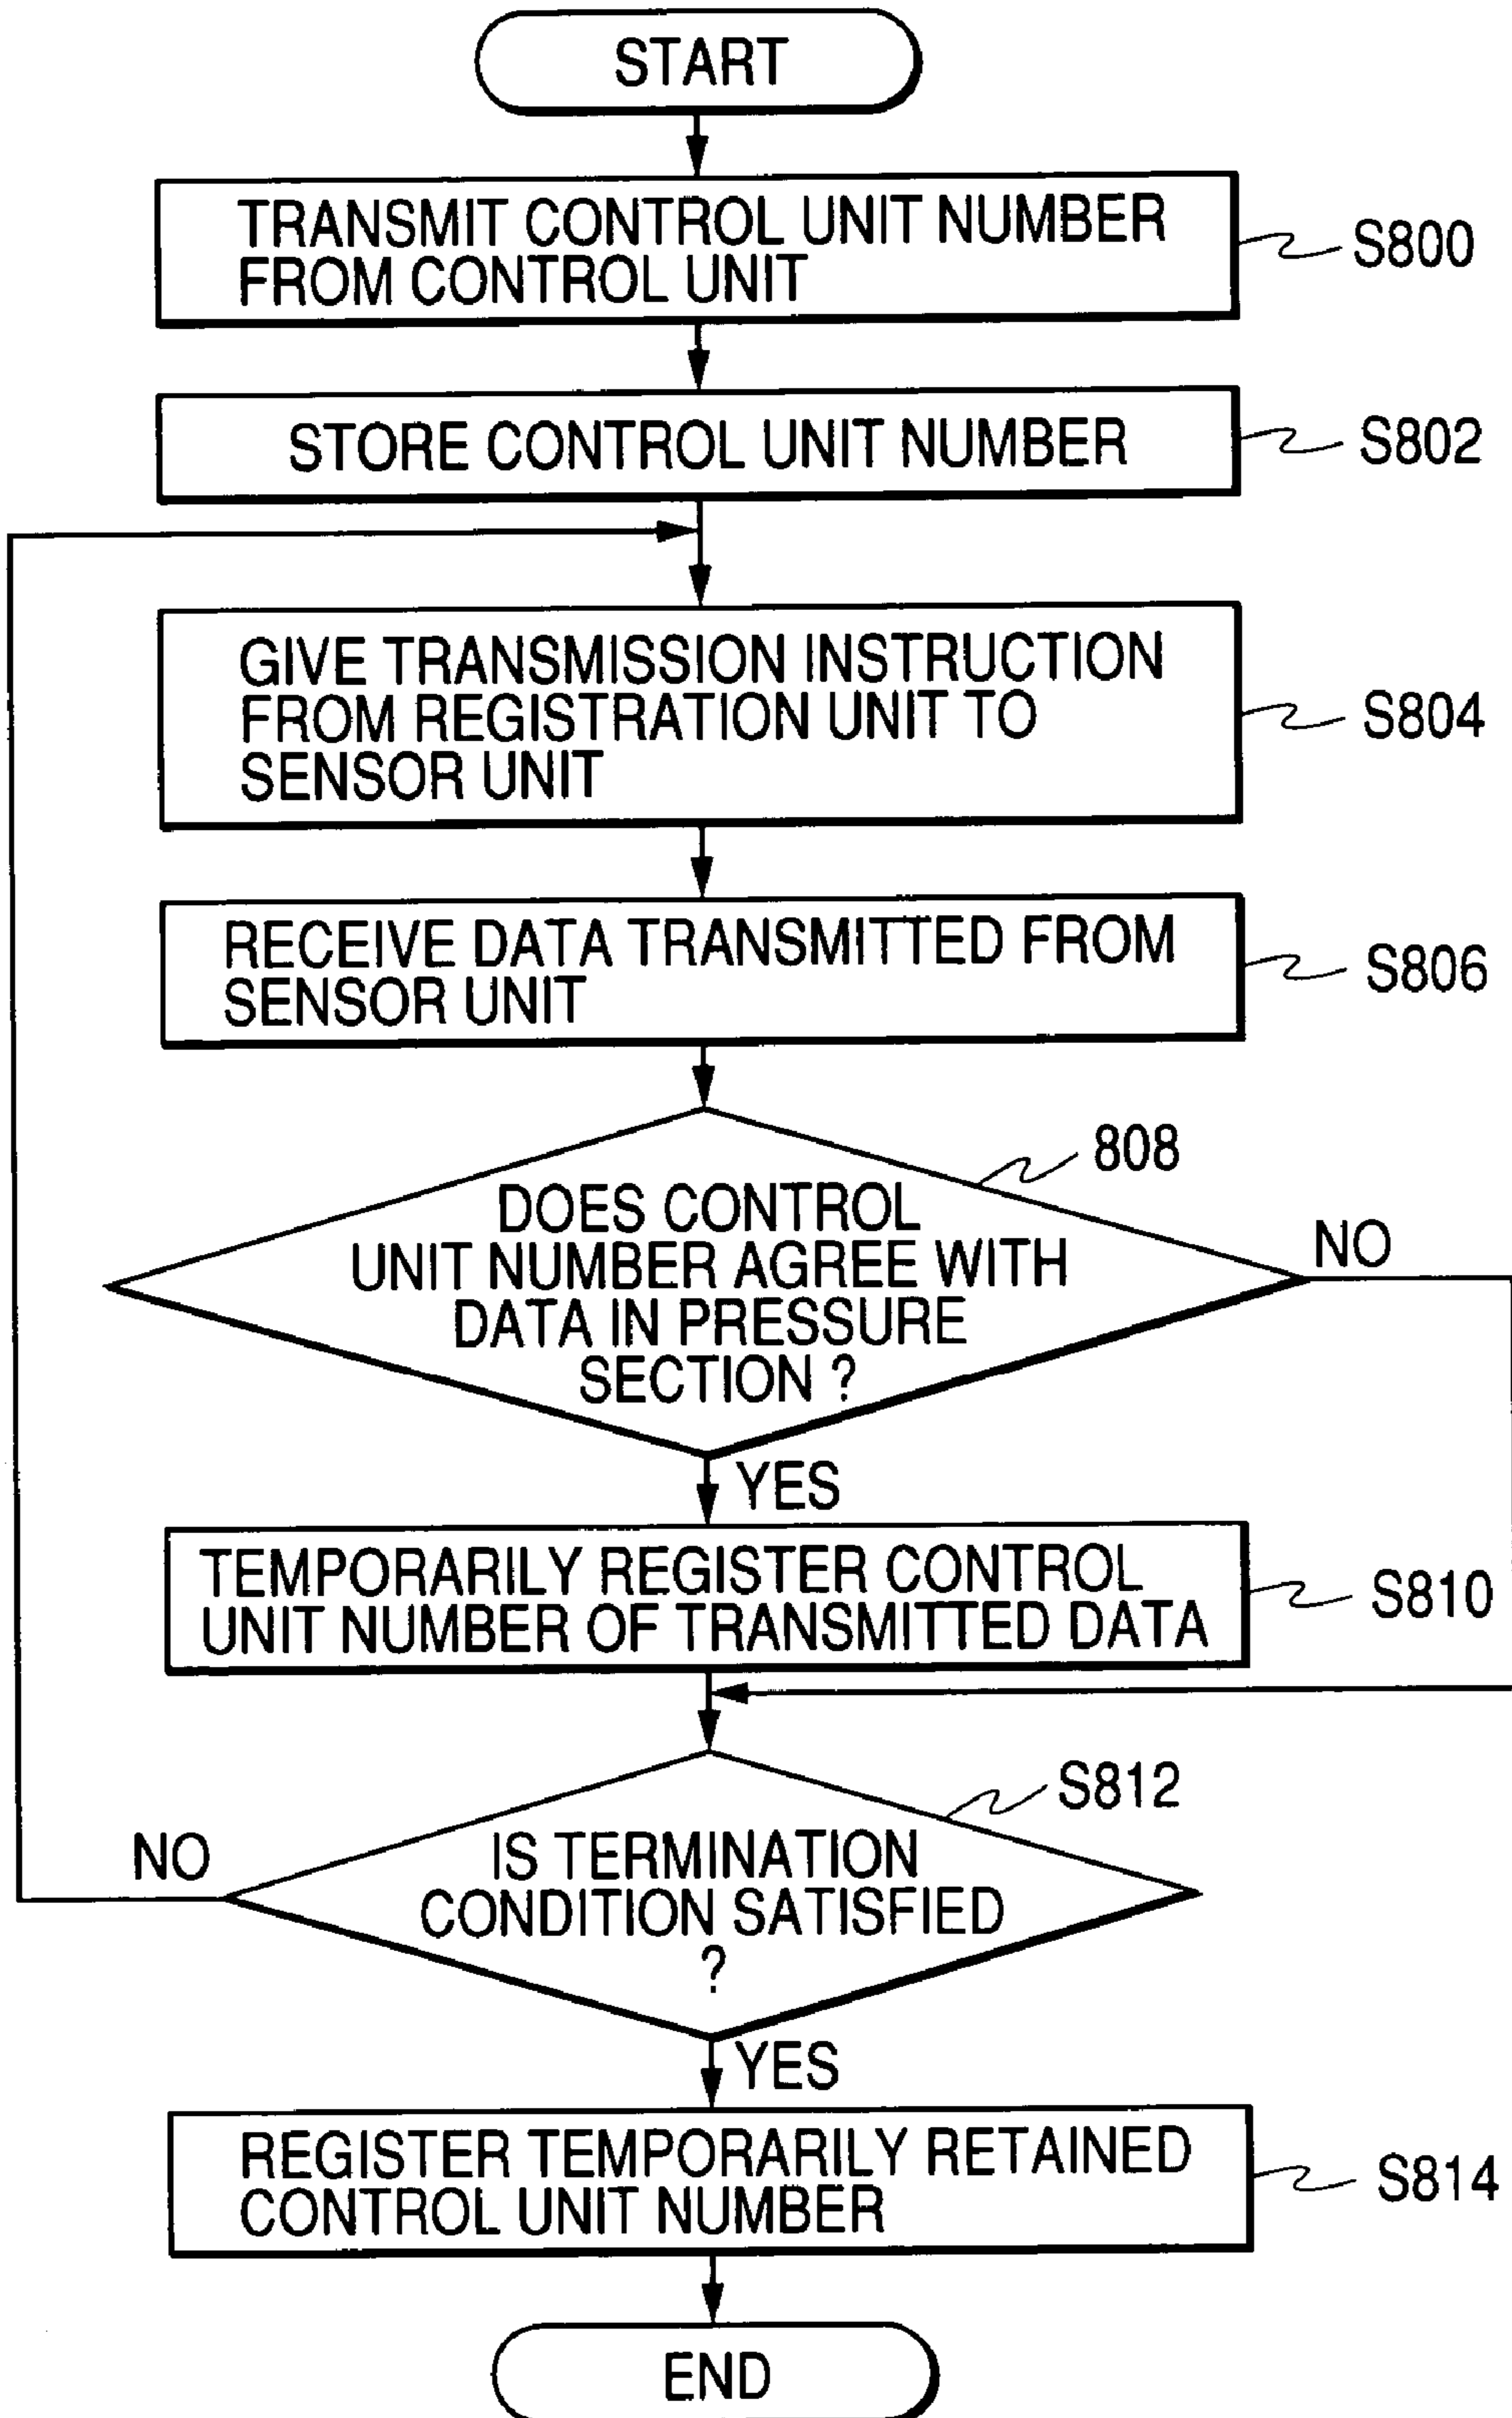 START
TRANSMIT CONTROL UNIT NUMBER
FROM CONTROL UNIT
S800
STORE CONTROL UNIT NUMBER
S802
GIVE TRANSMISSION INSTRUCTION
FROM REGISTRATION UNIT TO
SENSOR UNIT
S804
RECEIVE DATA TRANSMITTED FROM
SENSOR UNIT
S806
808
DOES CONTROL
UNIT NUMBER AGREE WITH
DATA IN PRESSURE
SECTION ?
NO
YES
TEMPORARILY REGISTER CONTROL
UNIT NUMBER OF TRANSMITTED DATA
S810
S812
IS TERMINATION
CONDITION SATISFIED
?
NO
YES
REGISTER TEMPORARILY RETAINED
CONTROL UNIT NUMBER
S814
END